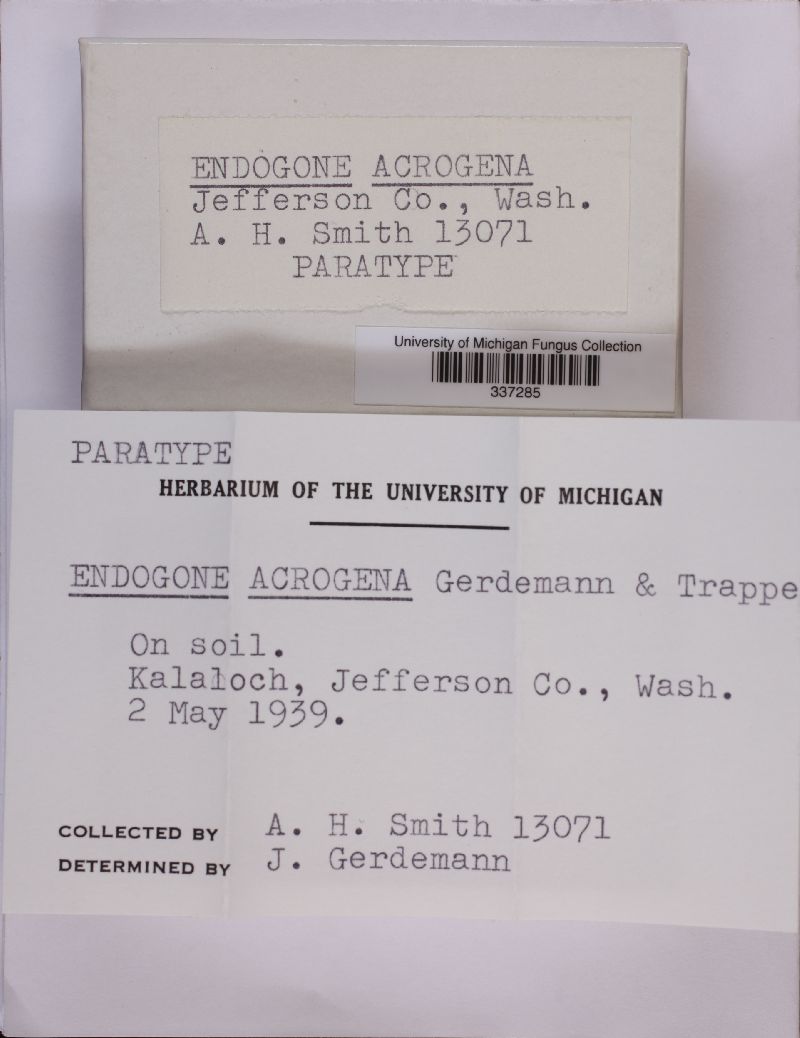 ENDOGONE ACROGENA
Jefferson Co., Wash.
A. H. Smith 13071
PARATYPE
University of Michigan Fungus Collection
337285
PARATYPE
HERBARIUM OF THE UNIVERSITY OF MICHIGAN
ENDOGONE ACROGENA Gerdemann & Trappe
On soil.
Kalaloch, Jefferson Co., Wash.
2 May 1939.
COLLECTED BY A. H. Smith 13071
DETERMINED BY J. Gerdemann